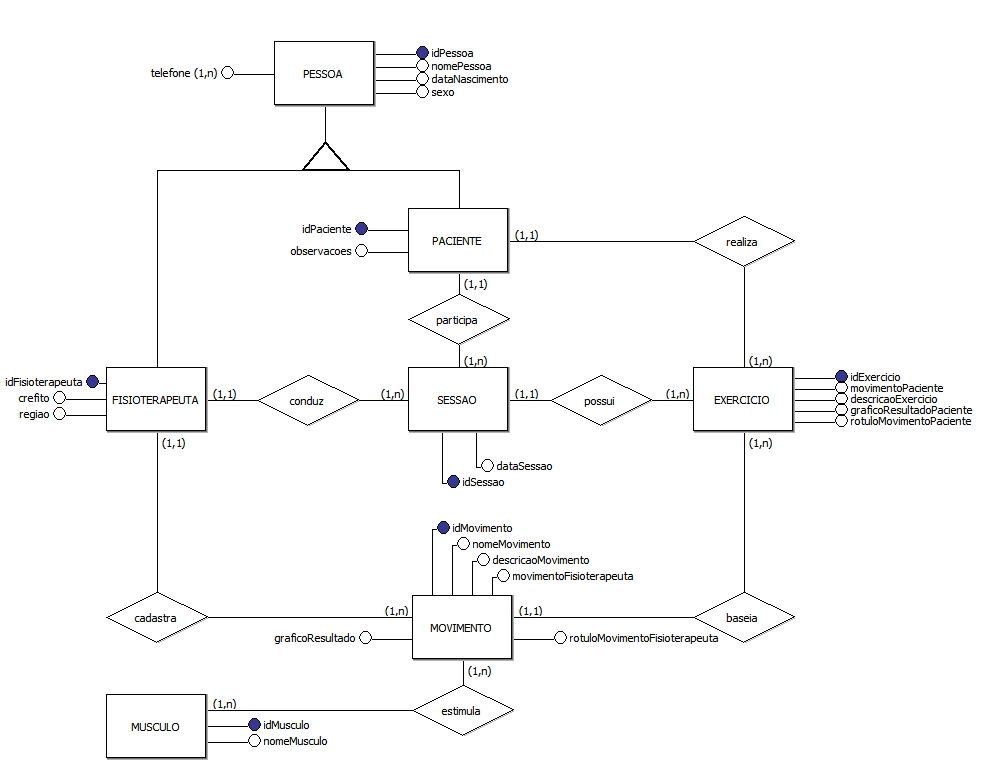 idPessoa
nomePessoa
telefone (1,n)
PESSOA
dataNascimento
sexo
idPaciente
PACIENTE
(1,1)
realiza
observacoes
(1,1)
participa
(1,n)
(1,n)
idFisioterapeuta
crefito
regiao
FISIOTERAPEUTA
(1,1)
conduz
(1,n)
SESSAO
(1,1)
possui
(1,n)
EXERCICIO
idExercicio
movimentoPaciente
descricaoExercicio
graficoResultadoPaciente
rotuloMovimentoPaciente
(1,1)
(1,n)
dataSessao
idSessao
idMovimento
nomeMovimento
descricaoMovimento
movimentoFisioterapeuta
cadastra
(1,n)
MOVIMENTO
(1,1)
baseia
graficoResultado
rotuloMovimentoFisioterapeuta
(1,n)
(1,n)
estimula
MUSCULO
idMusculo
nomeMusculo